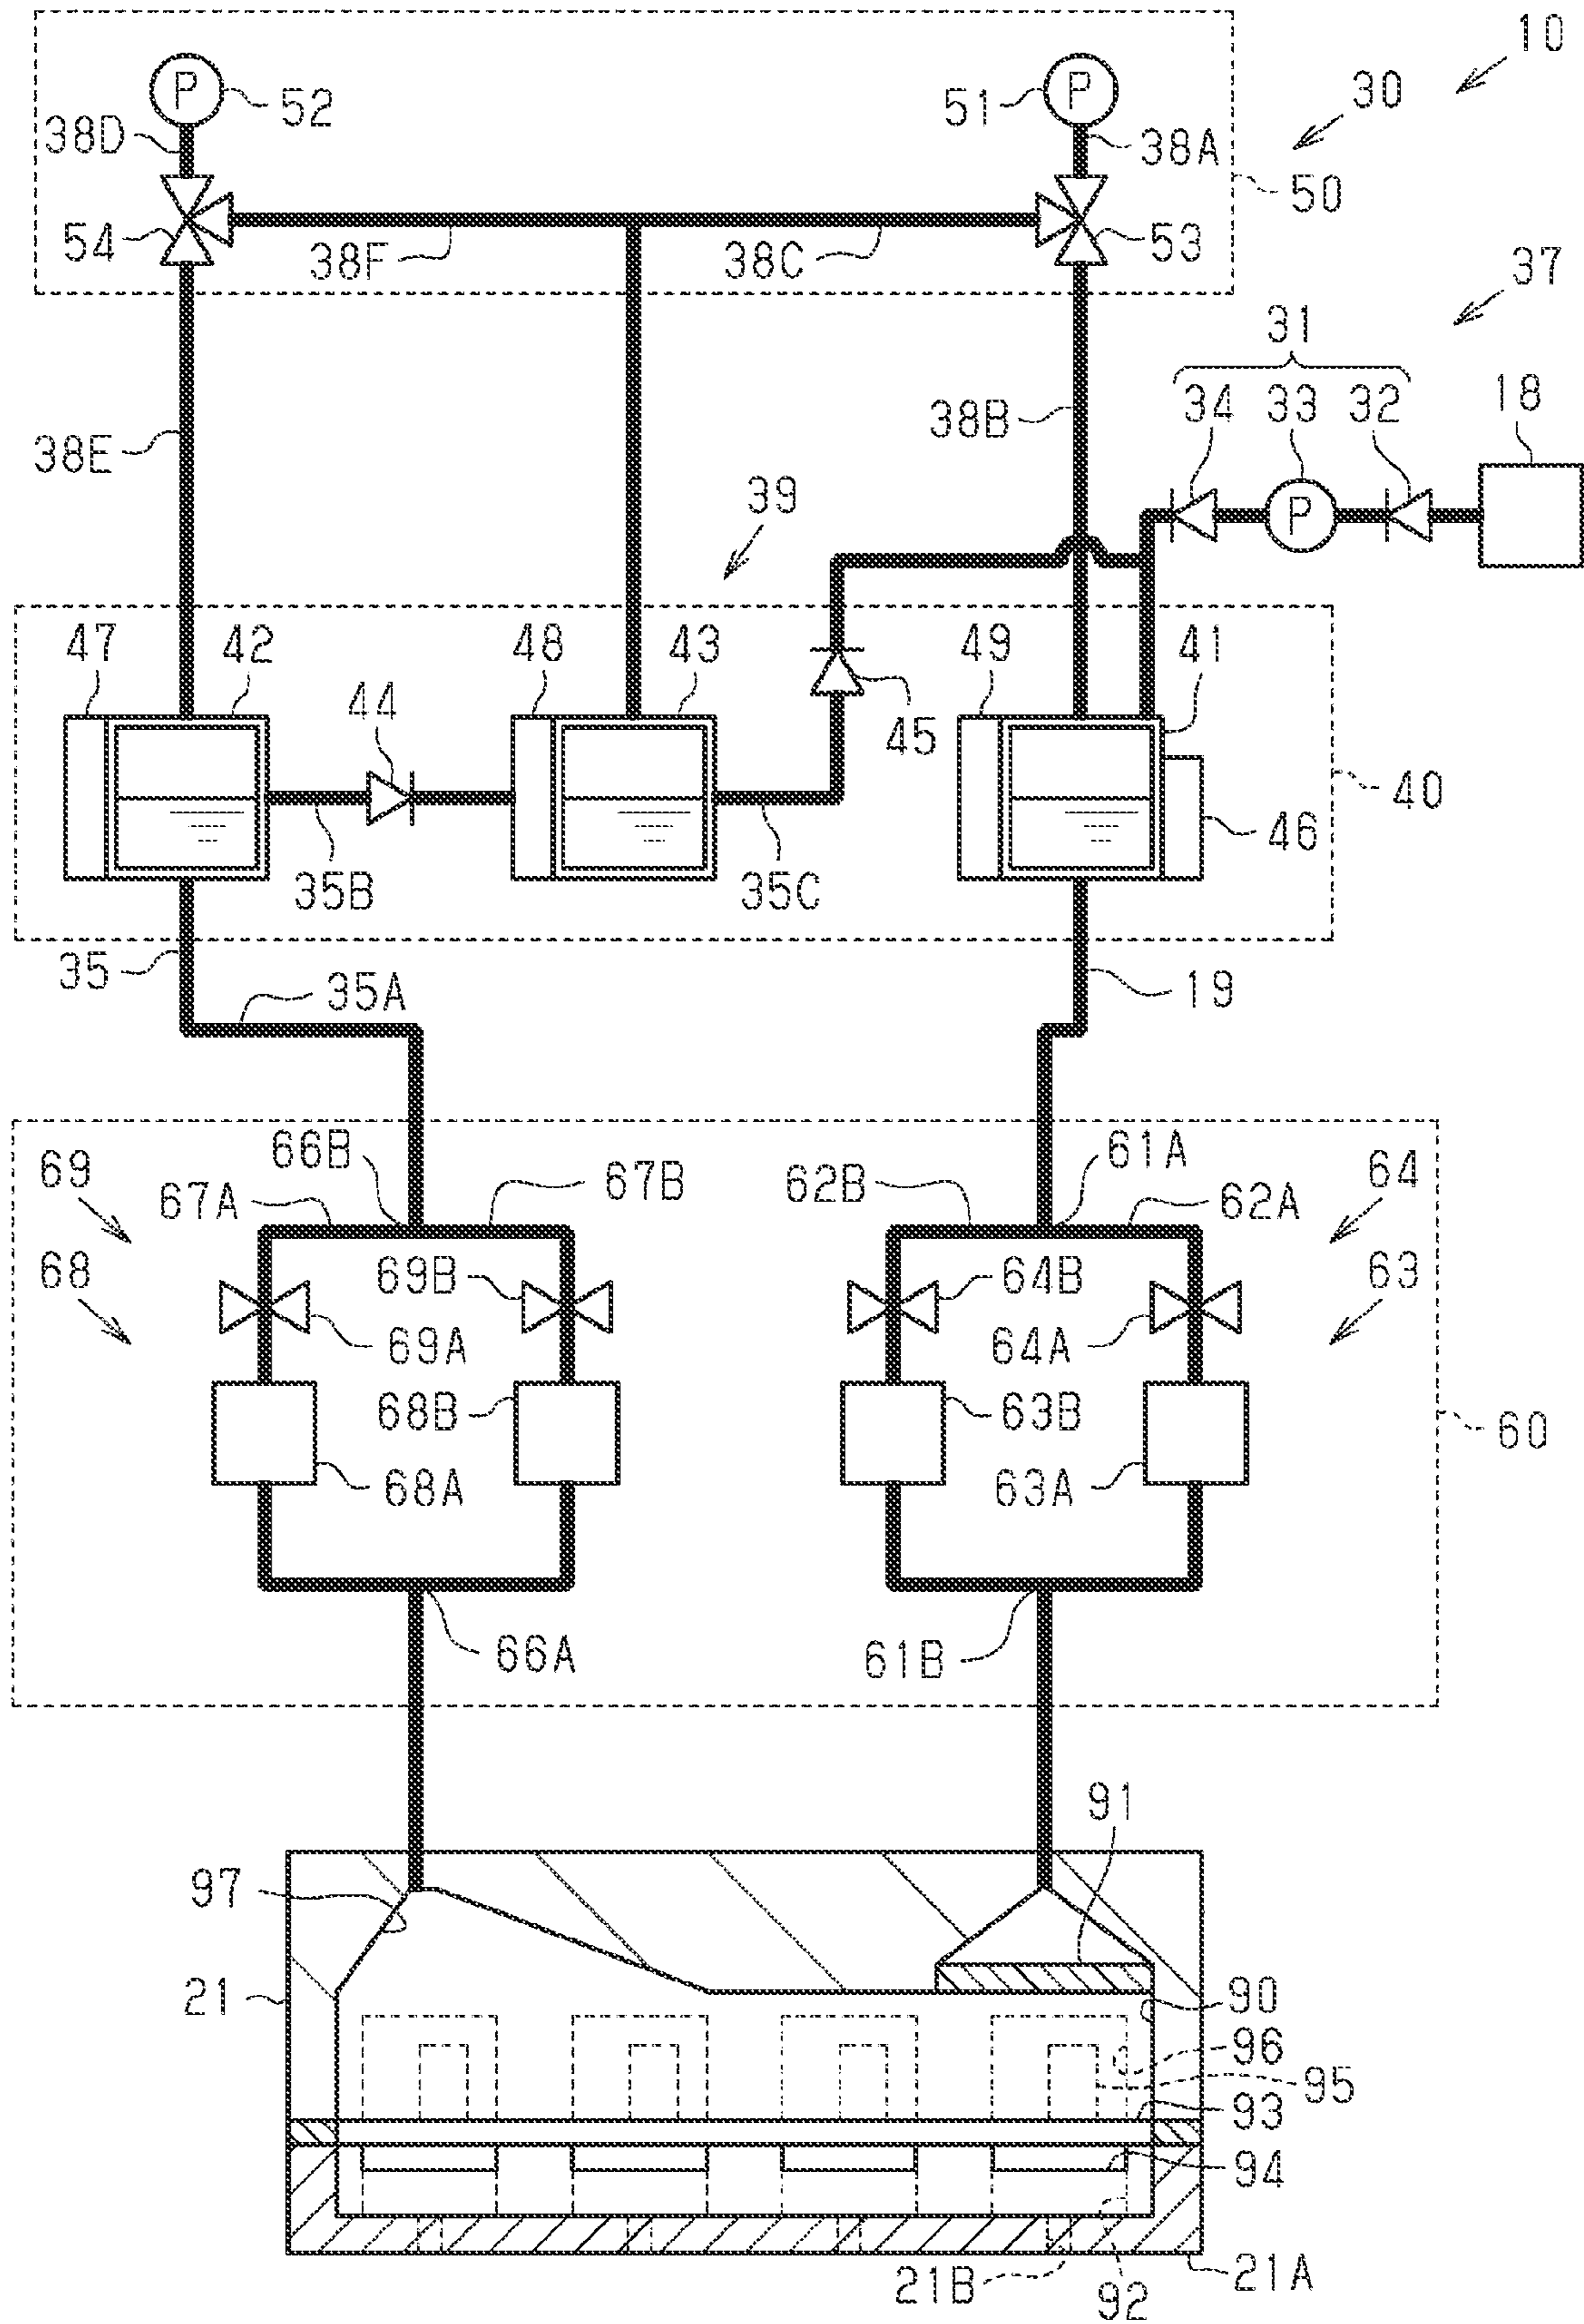 10
30
P 52
51 P
38D
38A
50
54
38F
38C
53
37
31
34 33 32 18
38E
38B
39
P
47 42 48 43 49 41
44
45
40
46
35B
35C
35
35A
19
66B
61A
69
67A
67B
62B
62A
64
68
69B
64B
63
69A
64A
68B
63B
60
68A
63A
66A
61B
91
97
21
90
96
95
93
94
21B
92
21A